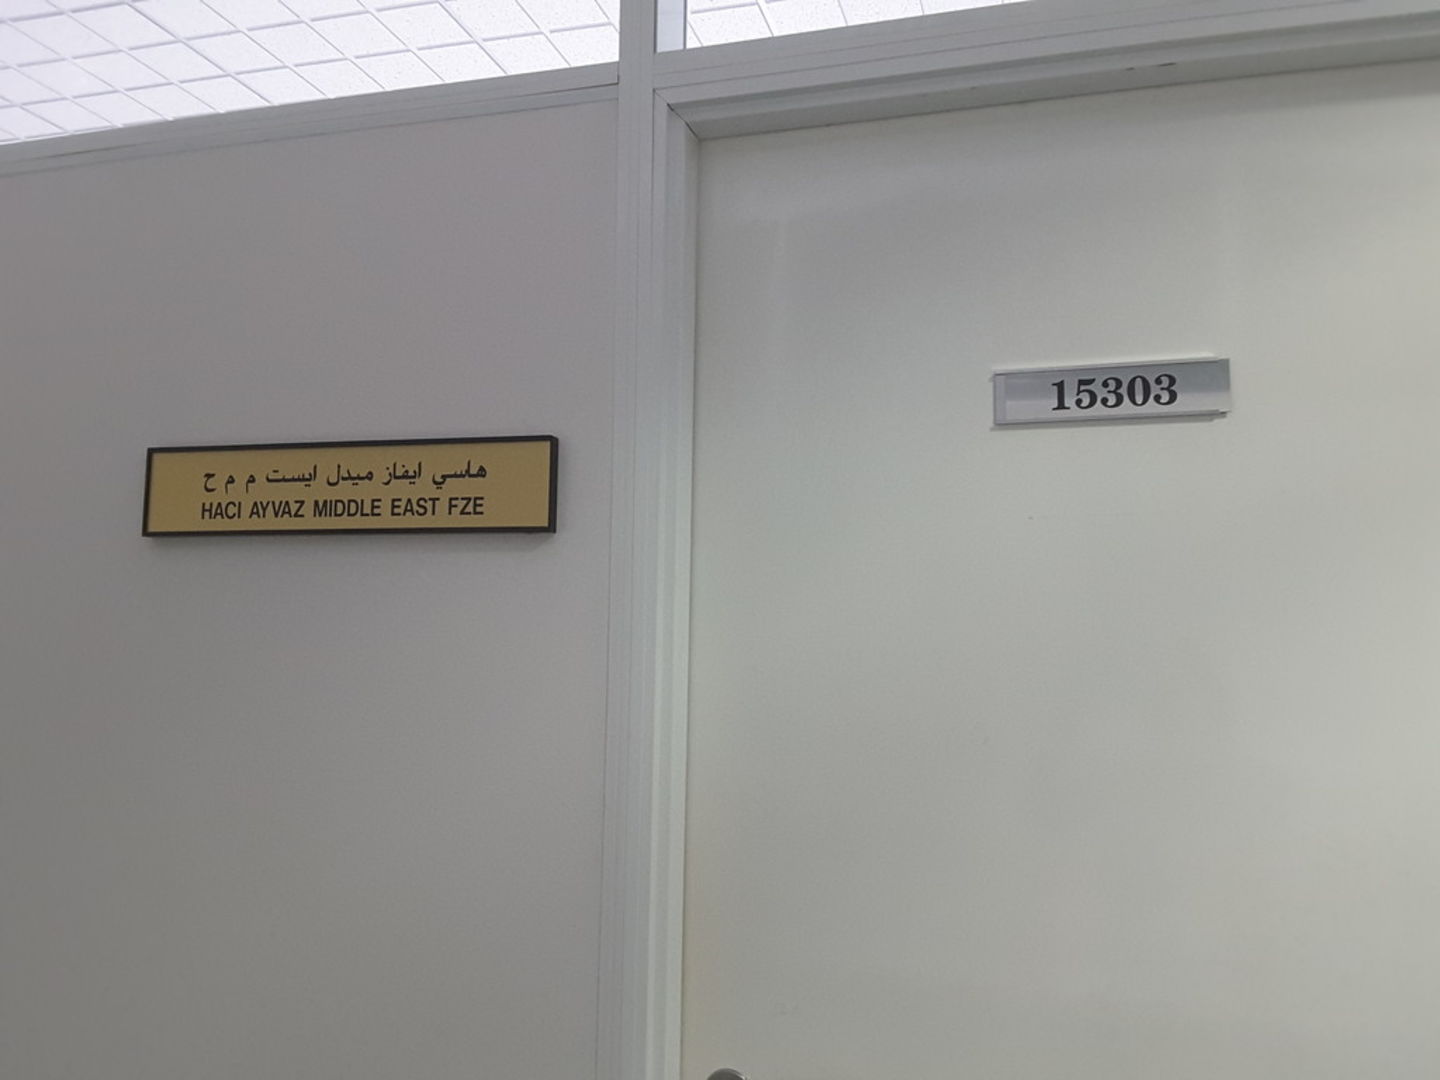 هاسي ايفاز ميدل ايست م م ح
HACI AYVAZ MIDDLE EAST FZE
15303